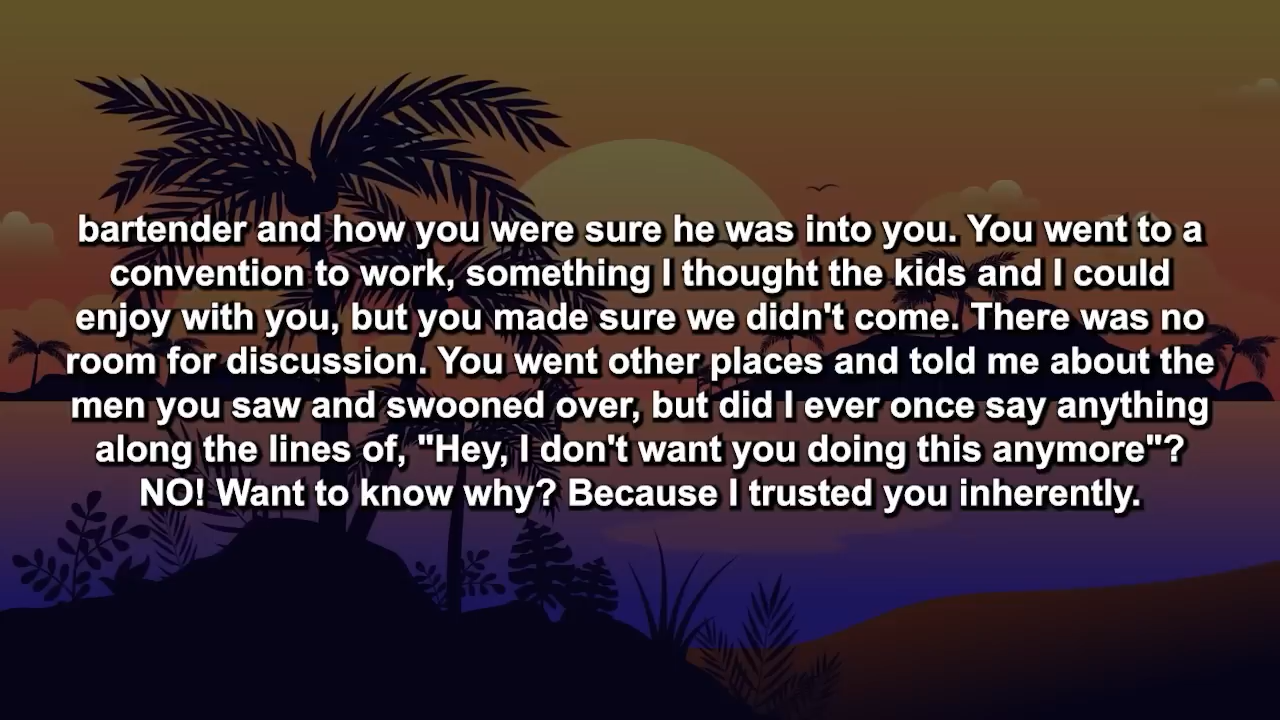 bartender and how you were sure he was into you. You went to a
convention to work, something I thought the kids and I could
enjoy with you, but you made sure we didn't come. There was no
room for discussion. You went other places and told me about the
men you saw and swooned over, but did I ever once say anything
along the lines of, "Hey, I don't want you doing this anymore"?
NO! Want to know why? Because I trusted you inherently.